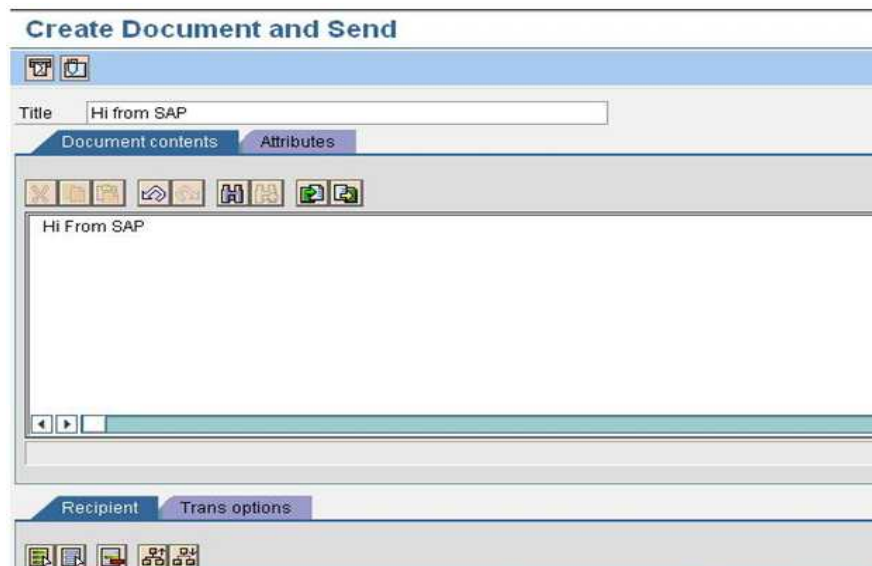 Create Document and Send
Title Hi from SAP
Document contents Attributes
Hi From SAP
Recipient Trans options